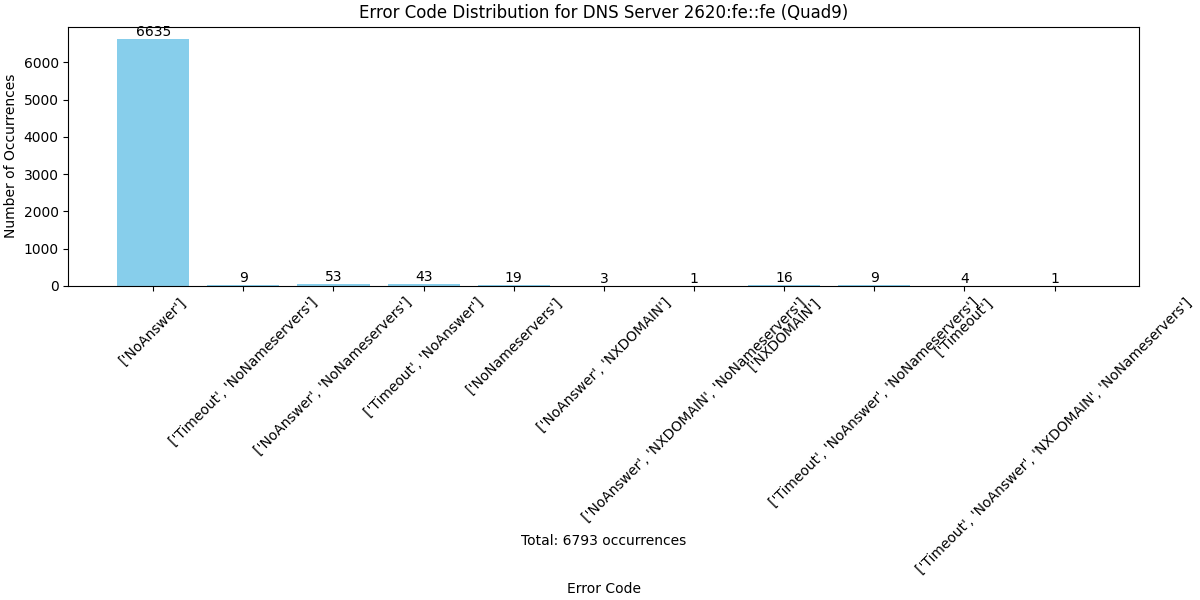 Error Code Distribution for DNS Server 2620:fe::fe (Quad9)
Number of Occurrences
6000
5000
4000
3000
2000
1000
0
6635
9
53
43
19
3
1
16
9
4
1
['NoAnswer']
['Timeout', 'NoNameservers']
['NoAnswer', 'NoNameservers']
['Timeout', 'NoAnswer']
['NoNameservers']
['NoAnswer', 'NXDOMAIN']
['NoAnswer', 'NXDOMAIN', 'NoNameservers']
['NXDOMAIN']
['Timeout', 'NoAnswer', 'NoNameservers']
['Timeout']
['Timeout', 'NoAnswer', 'NXDOMAIN', 'NoNameservers']
Total: 6793 occurrences
Error Code